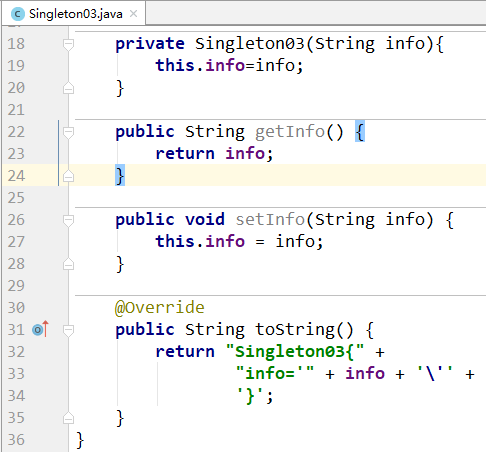 Singleton03.java
18 private Singleton03(String info){
19 this.info=info;
20 }
21
22 public String getInfo() {
23 return info;
24 }
25
26 public void setInfo(String info) {
27 this.info = info;
28 }
29
30 @Override
31 public String toString() {
32 return "Singleton03{" +
33 "info='" + info + '\'' +
34 '}';
35 }
36 }